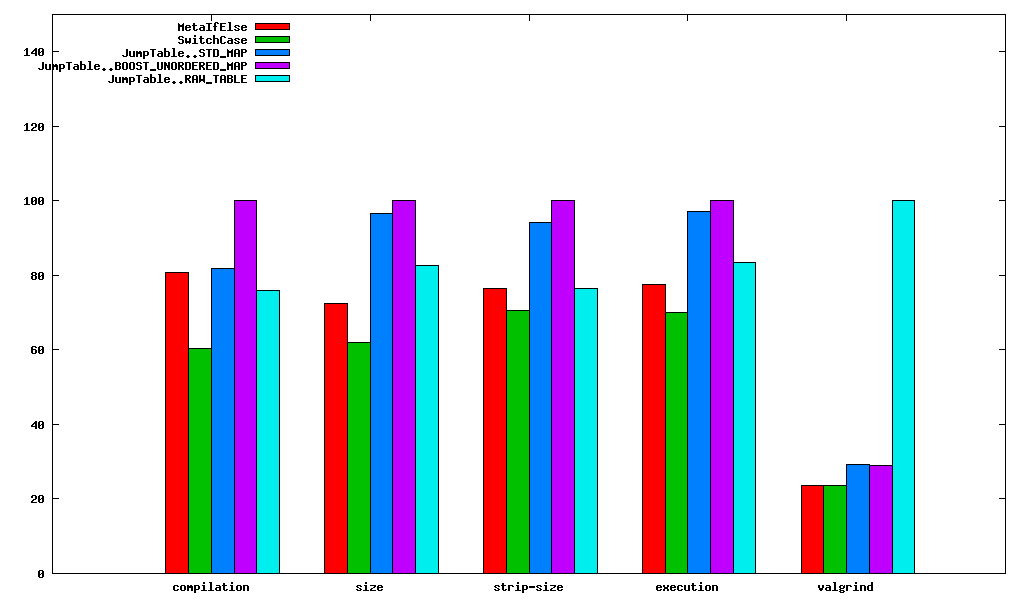 MetaIfElse
SwitchCase
JumpTable..STD_MAP
JumpTable..BOOST_UNORDERED_MAP
JumpTable..RAW_TABLE
140
120
100
80
60
40
20
0
compilation size strip-size execution valgrind